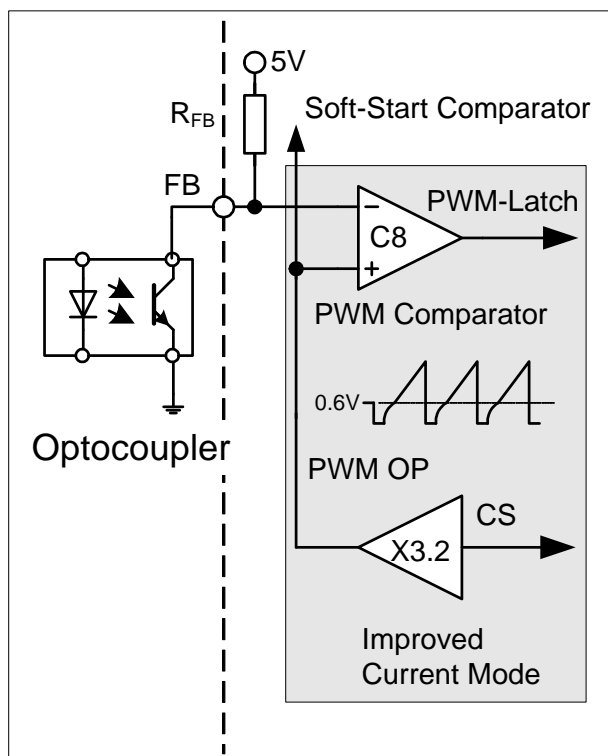 5V
RFB
Soft-Start Comparator
FB
PWM-Latch
−
C8
+
PWM Comparator
0.6V
Optocoupler
PWM OP
CS
X3.2
Improved
Current Mode